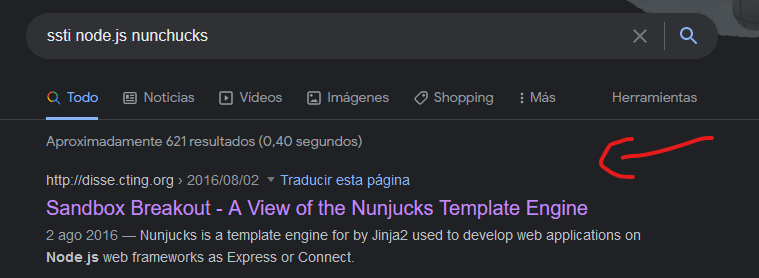 ssti node.js nunchucks
Todo Noticias Vídeos Imágenes Shopping Más Herramientas
Aproximadamente 621 resultados (0,40 segundos)
http://disse.cting.org › 2016/08/02 Traducir esta página
Sandbox Breakout - A View of the Nunjucks Template Engine
2 ago 2016 — Nunjucks is a template engine for by Jinja2 used to develop web applications on
Node.js web frameworks as Express or Connect.